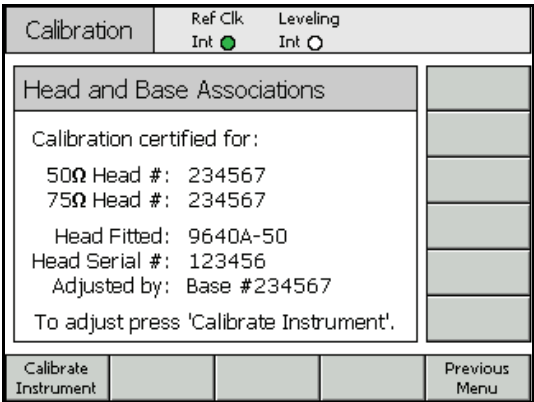 Calibration
Ref Clk Leveling
Int Int
Head and Base Associations
Calibration certified for:
50Ω Head #: 234567
75Ω Head #: 234567
Head Fitted: 9640A-50
Head Serial #: 123456
Adjusted by: Base #234567
To adjust press 'Calibrate Instrument'.
Calibrate
Instrument
Previous
Menu